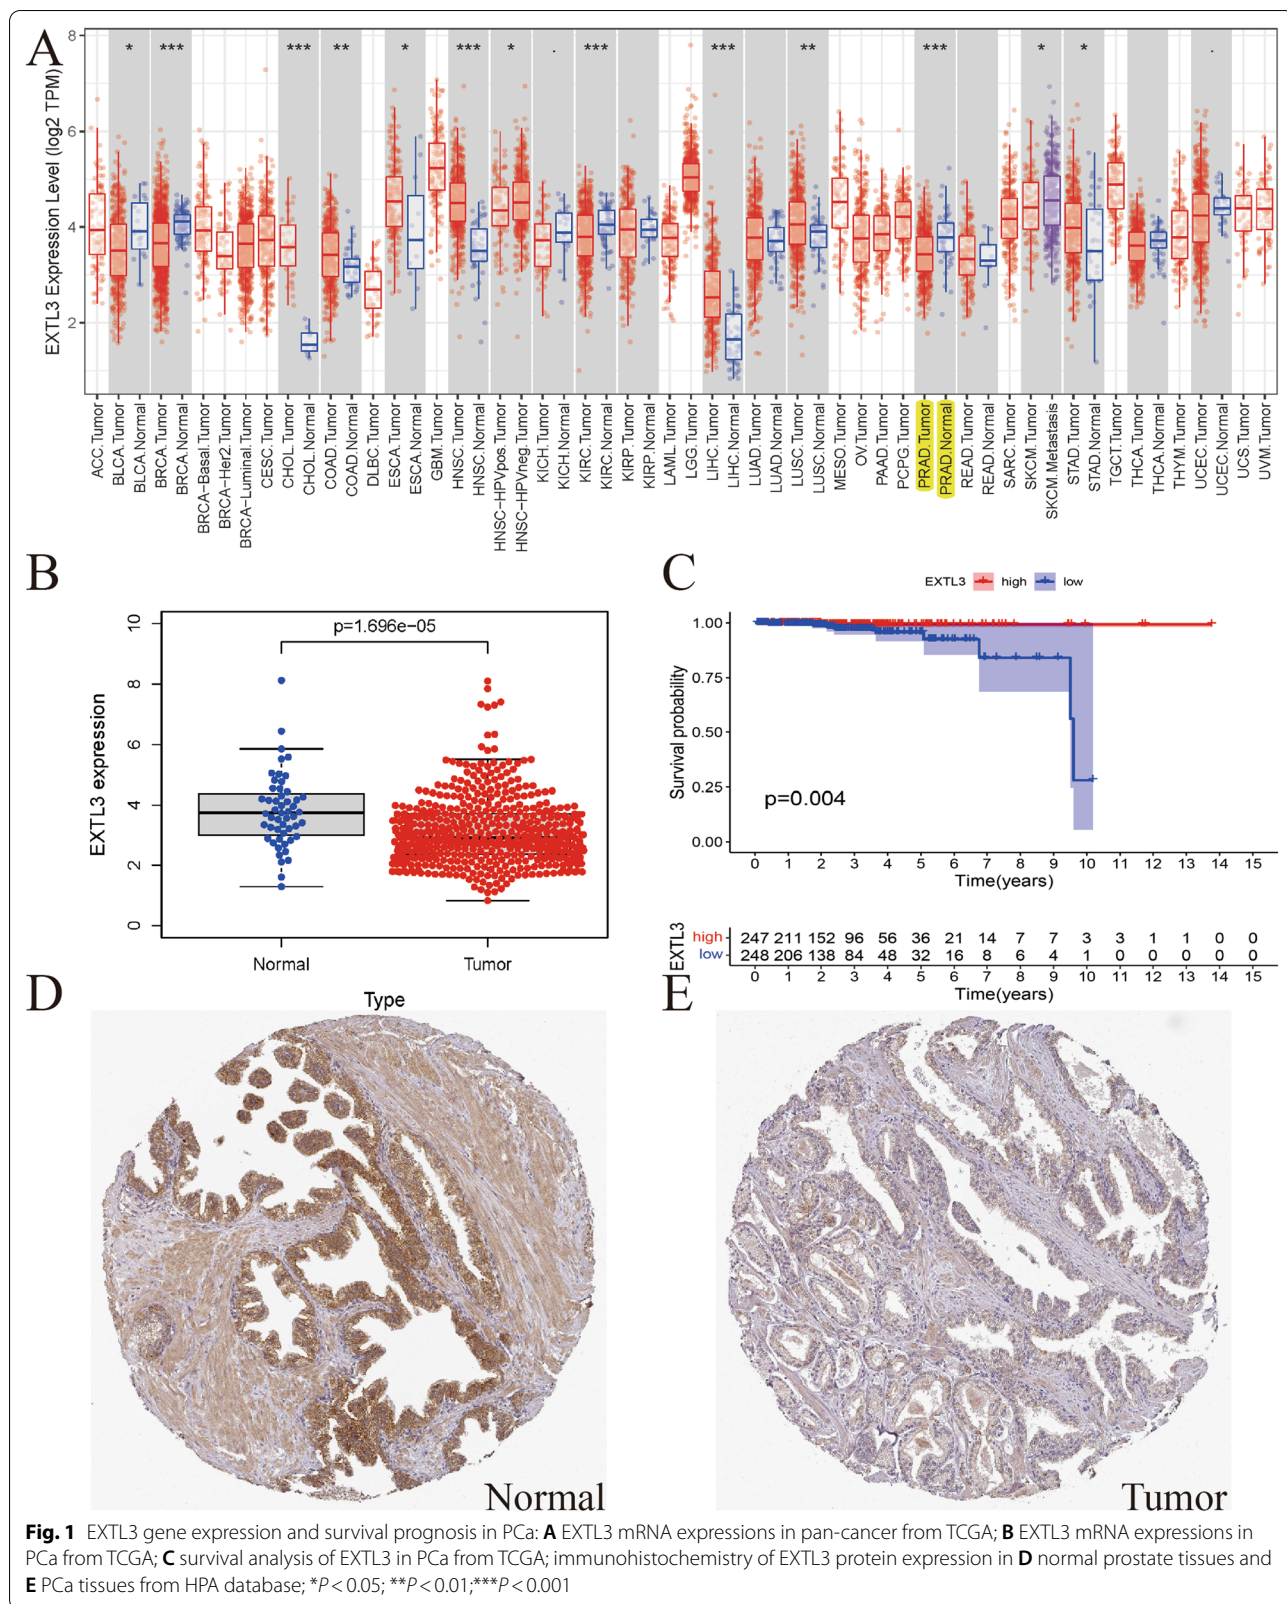 A
EXTL3 Expression Level (log2 TPM)
8
6
4
2
* *** *** ** * *** * . *** *** ** *** * * .
ACC.Tumor
BLCA.Tumor
BLCA.Normal
BRCA.Tumor
BRCA.Normal
BRCA-Basal.Tumor
BRCA-Her2.Tumor
BRCA-Luminal.Tumor
CESC.Tumor
CHOL.Tumor
CHOL.Normal
COAD.Tumor
COAD.Normal
DLBC.Tumor
ESCA.Tumor
ESCA.Normal
GBM.Tumor
HNSC.Tumor
HNSC.Normal
HNSC-HPVpos.Tumor
HNSC-HPVneg.Tumor
KICH.Tumor
KICH.Normal
KIRC.Tumor
KIRC.Normal
KIRP.Tumor
KIRP.Normal
LAML.Tumor
LGG.Tumor
LIHC.Tumor
LIHC.Normal
LUAD.Tumor
LUAD.Normal
LUSC.Tumor
LUSC.Normal
MESO.Tumor
OV.Tumor
PAAD.Tumor
PCPG.Tumor
PRAD.Tumor
PRAD.Normal
READ.Tumor
READ.Normal
SARC.Tumor
SKCM.Tumor
SKCM.Metastasis
STAD.Tumor
STAD.Normal
TGCT.Tumor
THCA.Tumor
THCA.Normal
THYM.Tumor
UCEC.Tumor
UCEC.Normal
UCS.Tumor
UVM.Tumor
B
EXTL3 expression
10
8
6
4
2
0
p=1.696e-05
Normal Tumor
Type
C
EXTL3 high low
Survival probability
1.00
0.75
0.50
0.25
0.00
p=0.004
0 1 2 3 4 5 6 7 8 9 10 11 12 13 14 15
Time(years)
EXTL3
high 247 211 152 96 56 36 21 14 7 7 3 3 1 1 0 0
low 248 206 138 84 48 32 16 8 6 4 1 0 0 0 0 0
0 1 2 3 4 5 6 7 8 9 10 11 12 13 14 15
Time(years)
D
Normal
E
Tumor
Fig. 1 EXTL3 gene expression and survival prognosis in PCa: A EXTL3 mRNA expressions in pan-cancer from TCGA; B EXTL3 mRNA expressions in
PCa from TCGA; C survival analysis of EXTL3 in PCa from TCGA; immunohistochemistry of EXTL3 protein expression in D normal prostate tissues and
E PCa tissues from HPA database; *P < 0.05; **P < 0.01;***P < 0.001